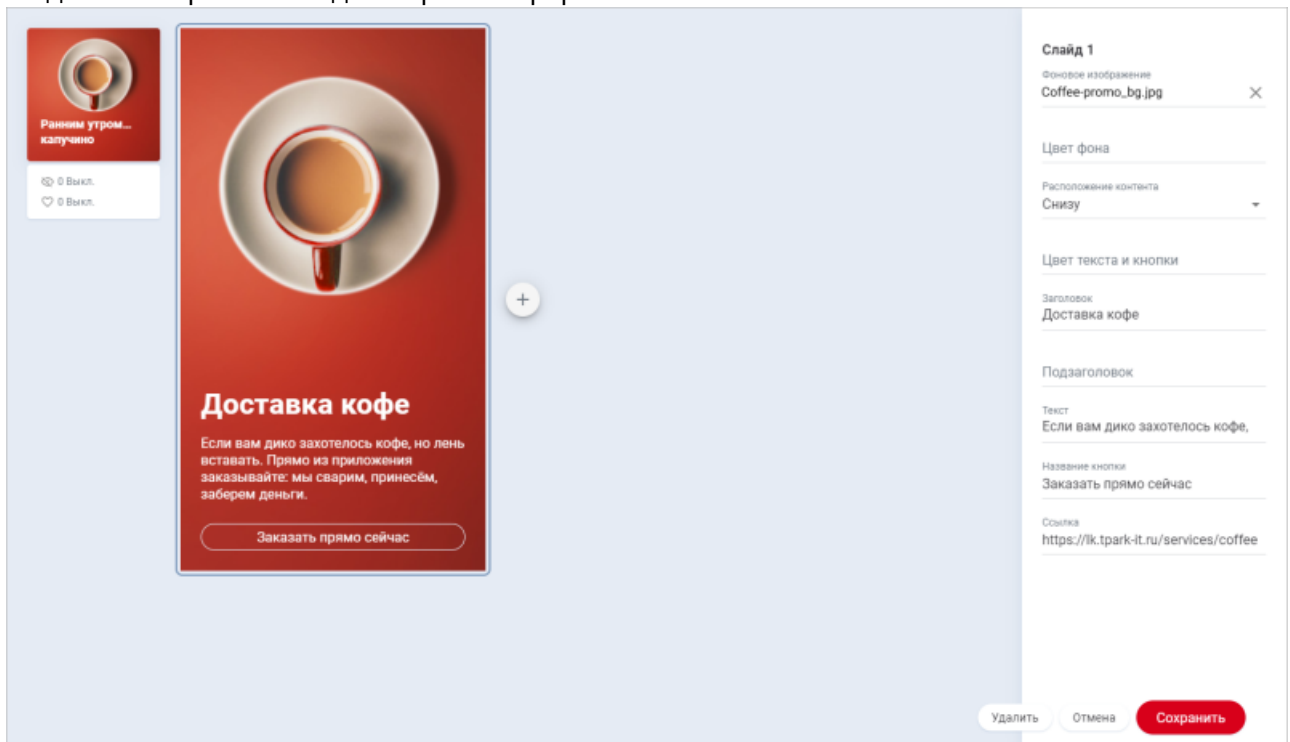 Ранним утром...
капучино
0 Выкл.
0 Выкл.
Доставка кофе
Если вам дико захотелось кофе, но лень
вставать. Прямо из приложения
заказывайте: мы сварим, принесём,
заберем деньги.
Заказать прямо сейчас
Слайд 1
Фоновое изображение
Coffee-promo_bg.jpg
Цвет фона
Расположение контента
Снизу
Цвет текста и кнопки
Заголовок
Доставка кофе
Подзаголовок
Текст
Если вам дико захотелось кофе,
Название кнопки
Заказать прямо сейчас
Ссылка
https://lk.tpark-it.ru/services/coffee
Удалить
Отмена
Сохранить